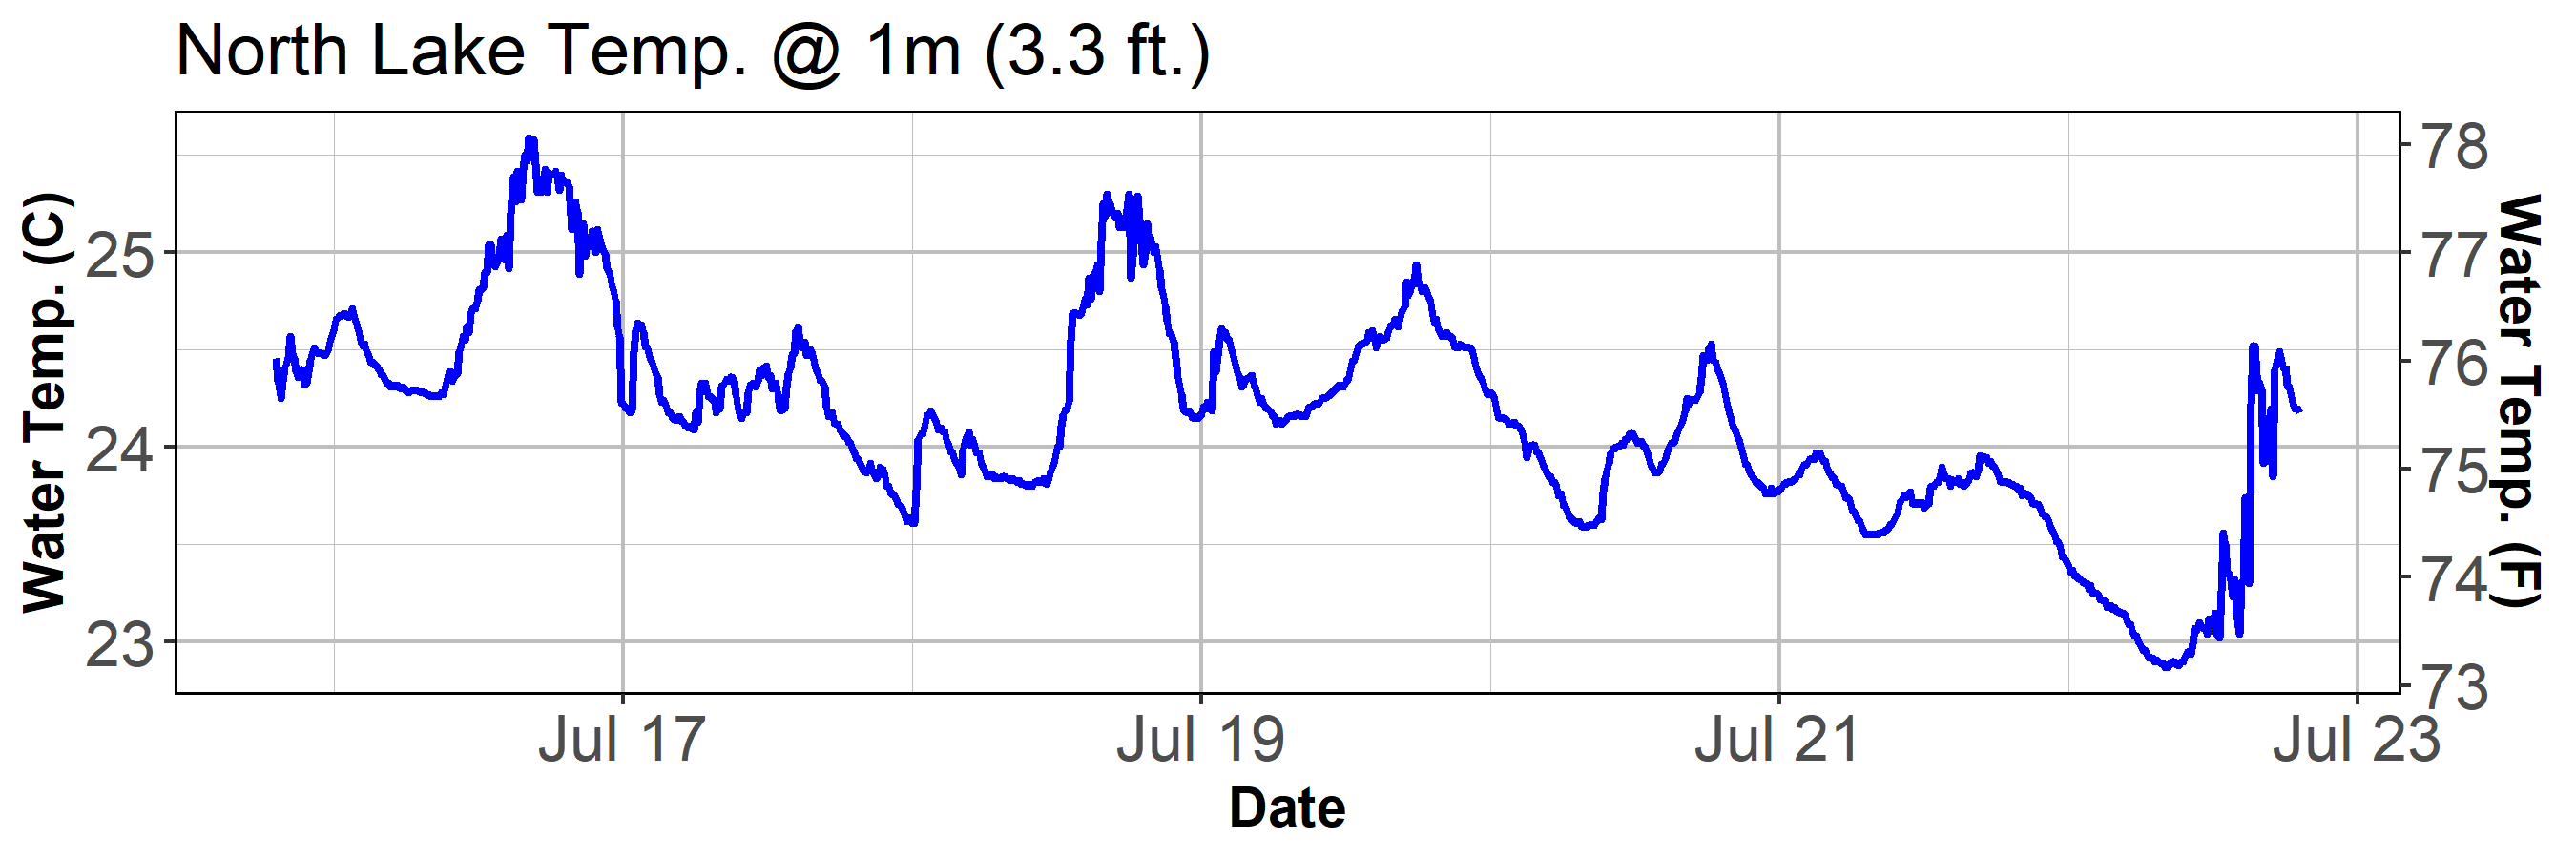 North Lake Temp. @ 1m (3.3 ft.)
Water Temp. (C)
25
24
23
78
77
76
75
74
73
Water Temp. (F)
Jul 17 Jul 19 Jul 21 Jul 23
Date